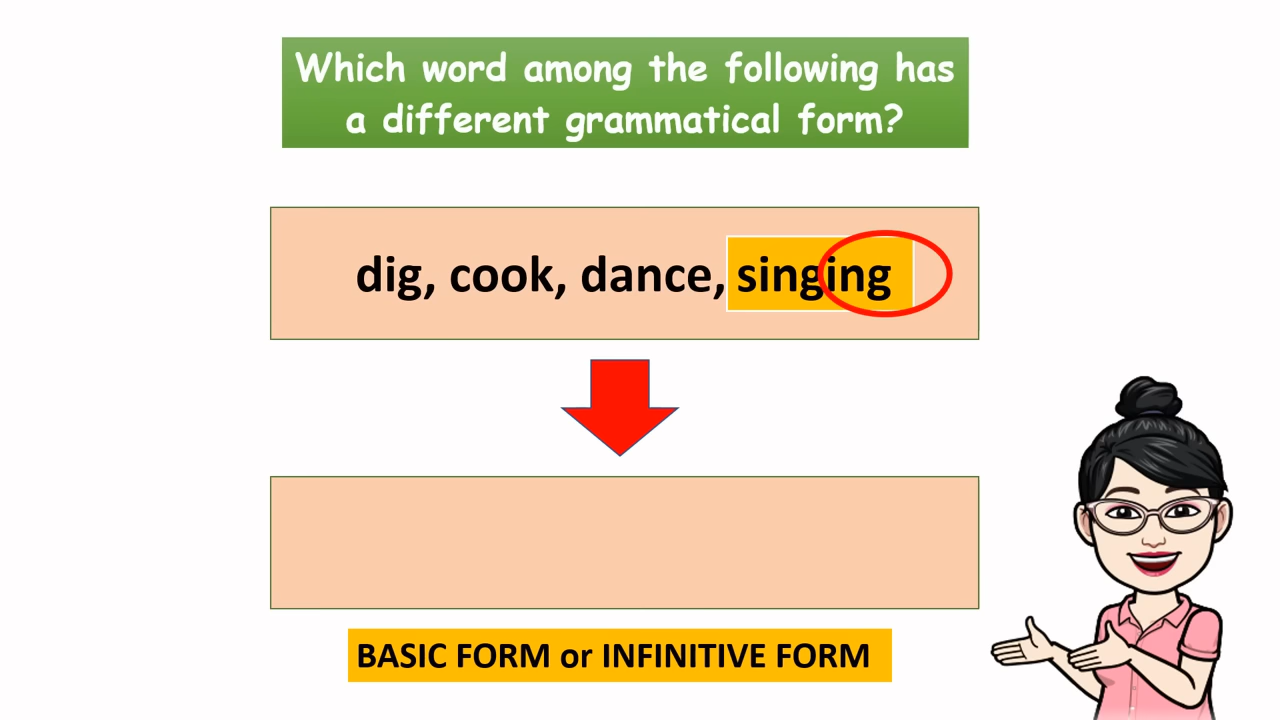 Which word among the following has
a different grammatical form?
dig, cook, dance, singing
BASIC FORM or INFINITIVE FORM